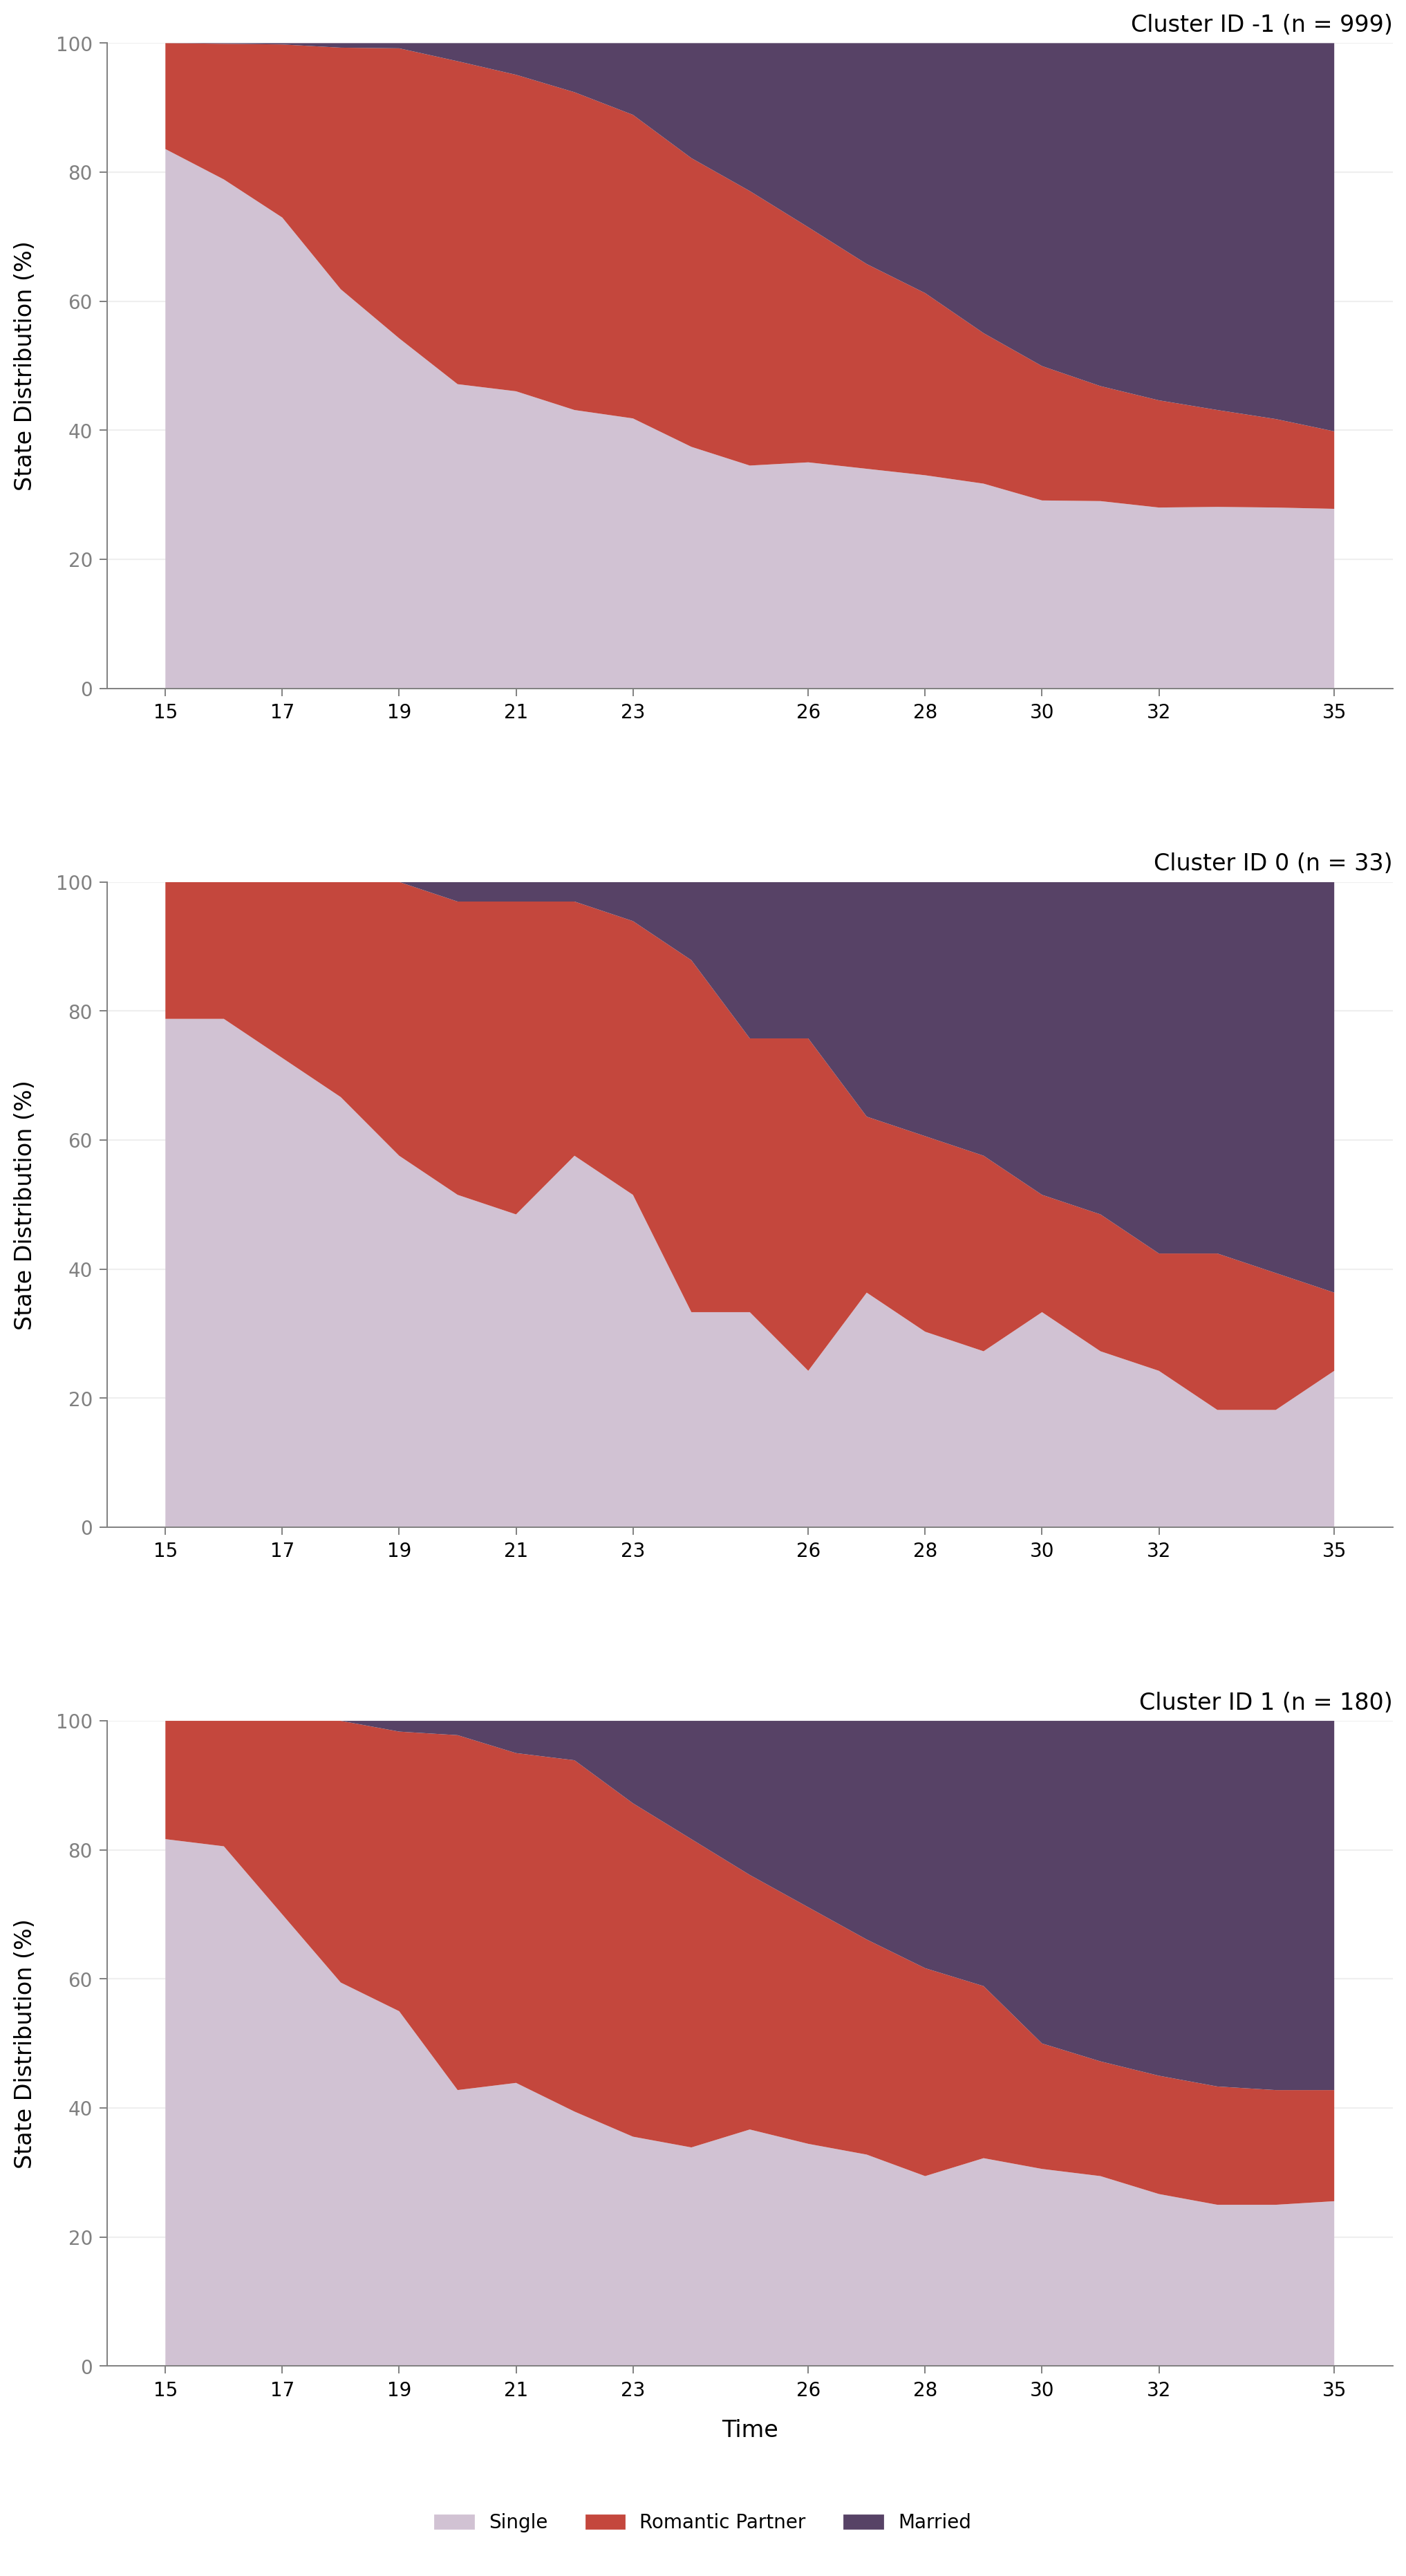 Cluster ID -1 (n = 999)
State Distribution (%)
100
80
60
40
20
0
15 17 19 21 23 26 28 30 32 35
Cluster ID 0 (n = 33)
State Distribution (%)
100
80
60
40
20
0
15 17 19 21 23 26 28 30 32 35
Cluster ID 1 (n = 180)
State Distribution (%)
100
80
60
40
20
0
15 17 19 21 23 26 28 30 32 35
Time
Single Romantic Partner Married